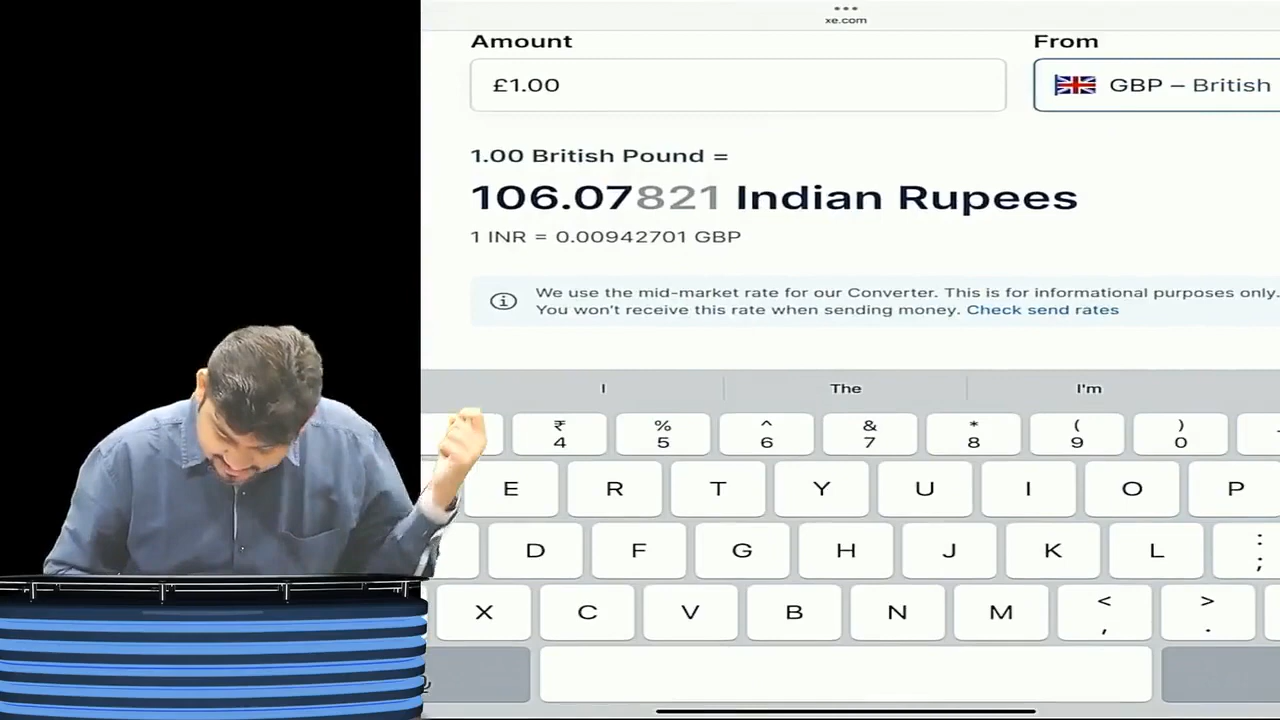 xe.com
Amount
From
£1.00
GBP – British
1.00 British Pound =
106.07821 Indian Rupees
1 INR = 0.00942701 GBP
We use the mid-market rate for our Converter. This is for informational purposes only.
You won't receive this rate when sending money. Check send rates
I The I'm
₹ % ^ & * ( )
4 5 6 7 8 9 0
E R T Y U I O P
D F G H J K L : ;
X C V B N M < , > .